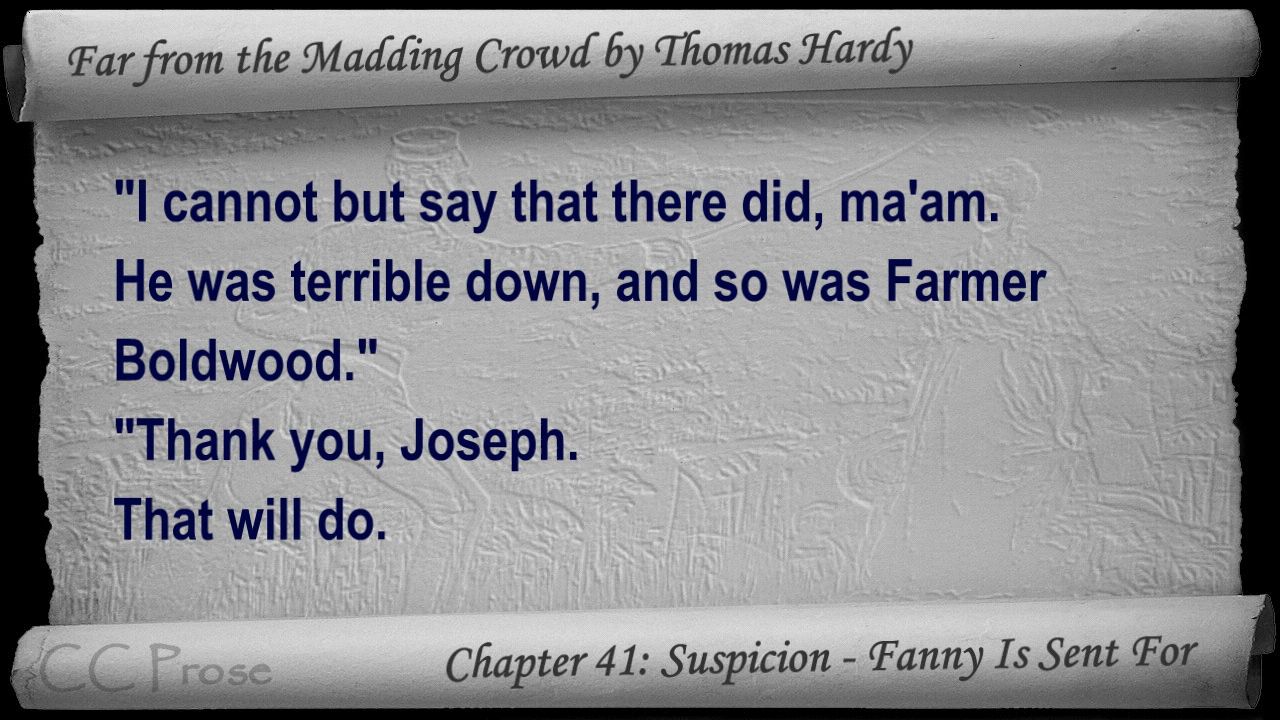 Far from the Madding Crowd by Thomas Hardy
"I cannot but say that there did, ma'am.
He was terrible down, and so was Farmer
Boldwood."
"Thank you, Joseph.
That will do.
CC Prose
Chapter 41: Suspicion - Fanny Is Sent For